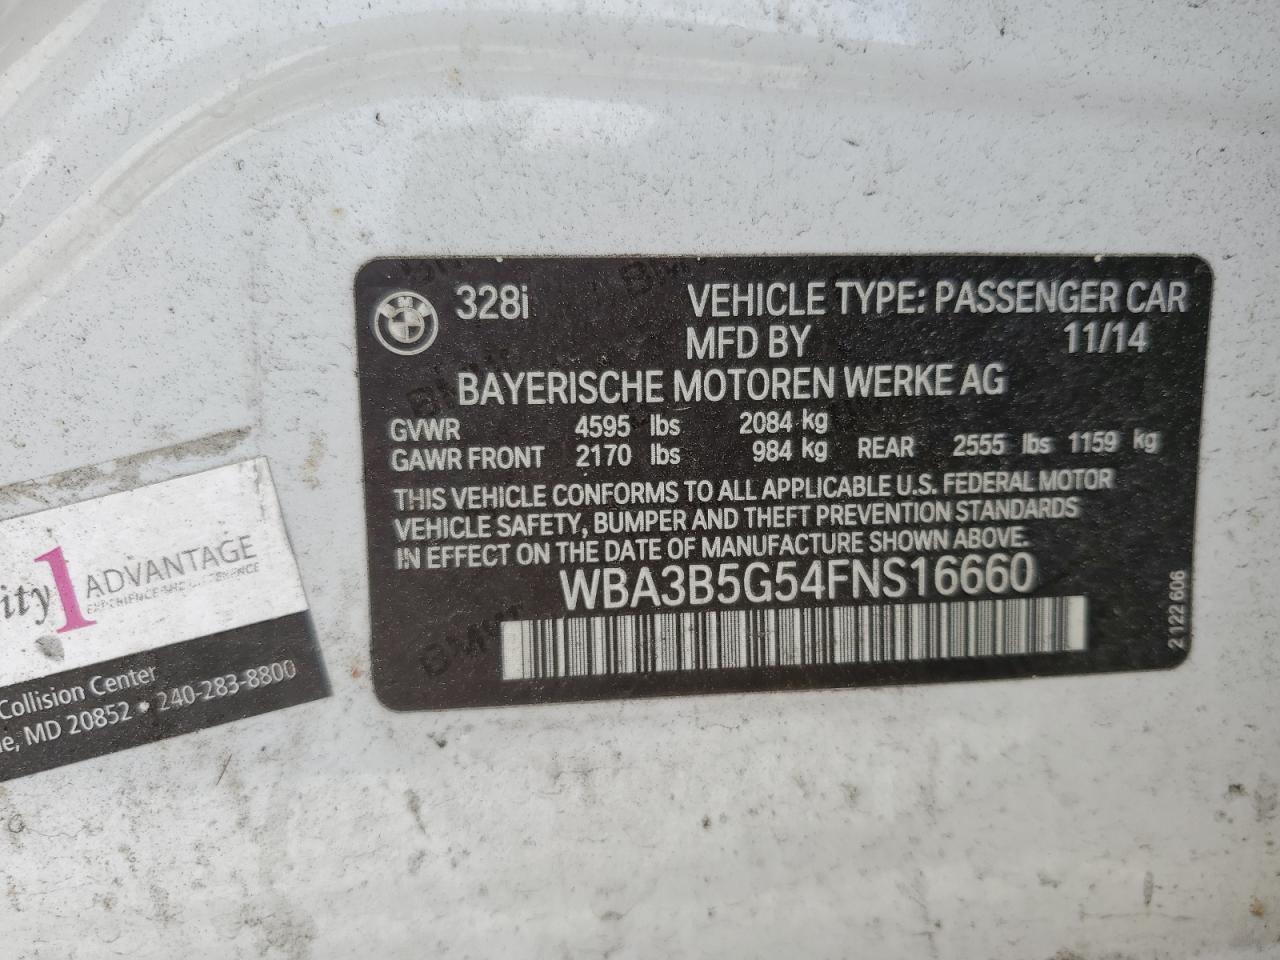 328i VEHICLE TYPE: PASSENGER CAR
MFD BY 11/14
BAYERISCHE MOTOREN WERKE AG
GVWR 4595 lbs 2084 kg
GAWR FRONT 2170 lbs 984 kg REAR 2555 lbs 1159 kg
THIS VEHICLE CONFORMS TO ALL APPLICABLE U.S. FEDERAL MOTOR
VEHICLE SAFETY, BUMPER AND THEFT PREVENTION STANDARDS
IN EFFECT ON THE DATE OF MANUFACTURE SHOWN ABOVE.
WBA3B5G54FNS16660
2 122 606
ity1 ADVANTAGE
Collision Center
le, MD 20852 • 240-283-8800